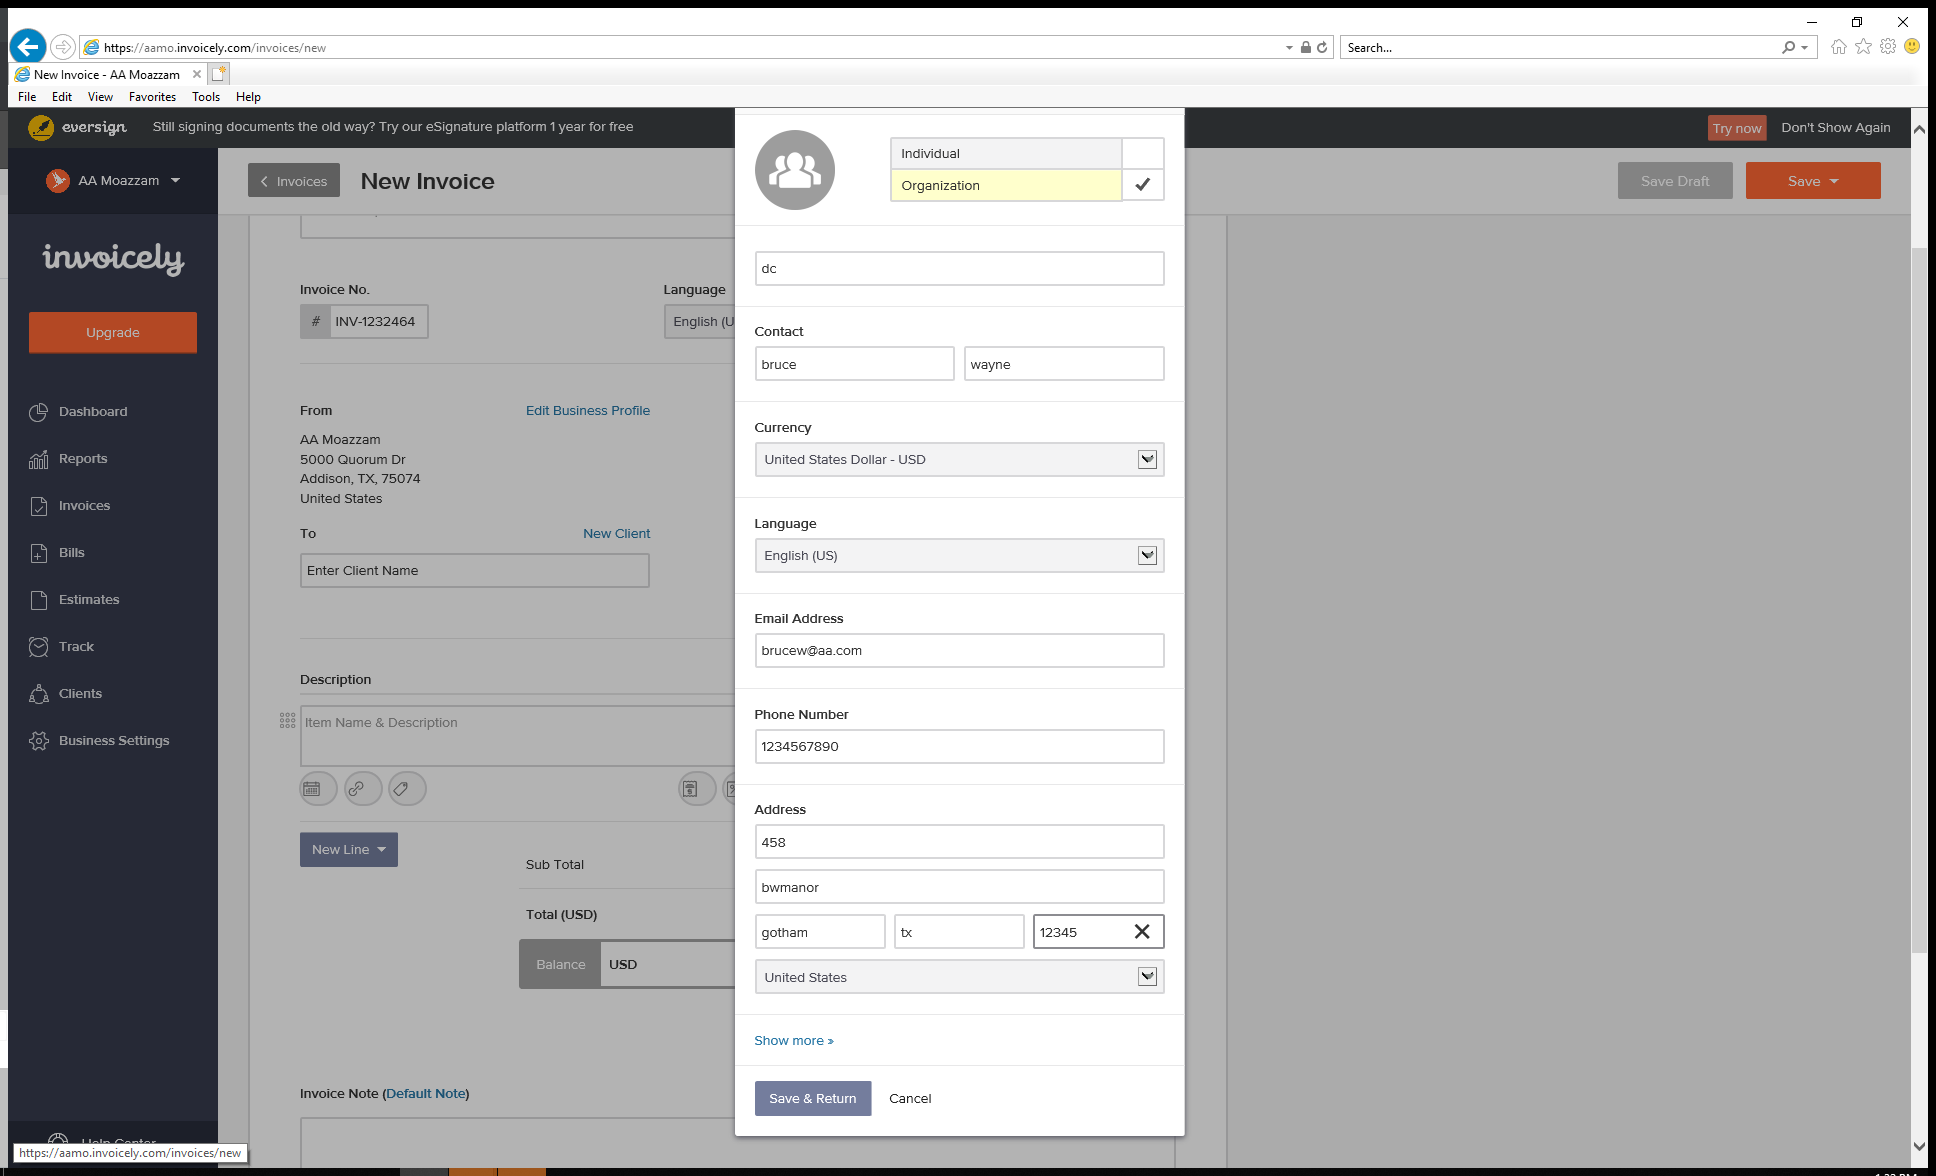 https://aamo.invoicely.com/invoices/new
Search...
New Invoice - AA Moazzam
File Edit View Favorites Tools Help
eversign Still signing documents the old way? Try our eSignature platform 1 year for free
Try now Don't Show Again
AA Moazzam
Invoices
New Invoice
Save Draft
Save
invoicely
Upgrade
Dashboard
Reports
Invoices
Bills
Estimates
Track
Clients
Business Settings
https://aamo.invoicely.com/invoices/new
Invoice No.
# INV-1232464
Language
English (U
From
Edit Business Profile
AA Moazzam
5000 Quorum Dr
Addison, TX, 75074
United States
To
New Client
Enter Client Name
Description
Item Name & Description
New Line
Sub Total
Total (USD)
Balance USD
Invoice Note (Default Note)
Individual
Organization
dc
Contact
bruce wayne
Currency
United States Dollar - USD
Language
English (US)
Email Address
brucew@aa.com
Phone Number
1234567890
Address
458
bwmanor
gotham tx 12345
United States
Show more »
Save & Return Cancel